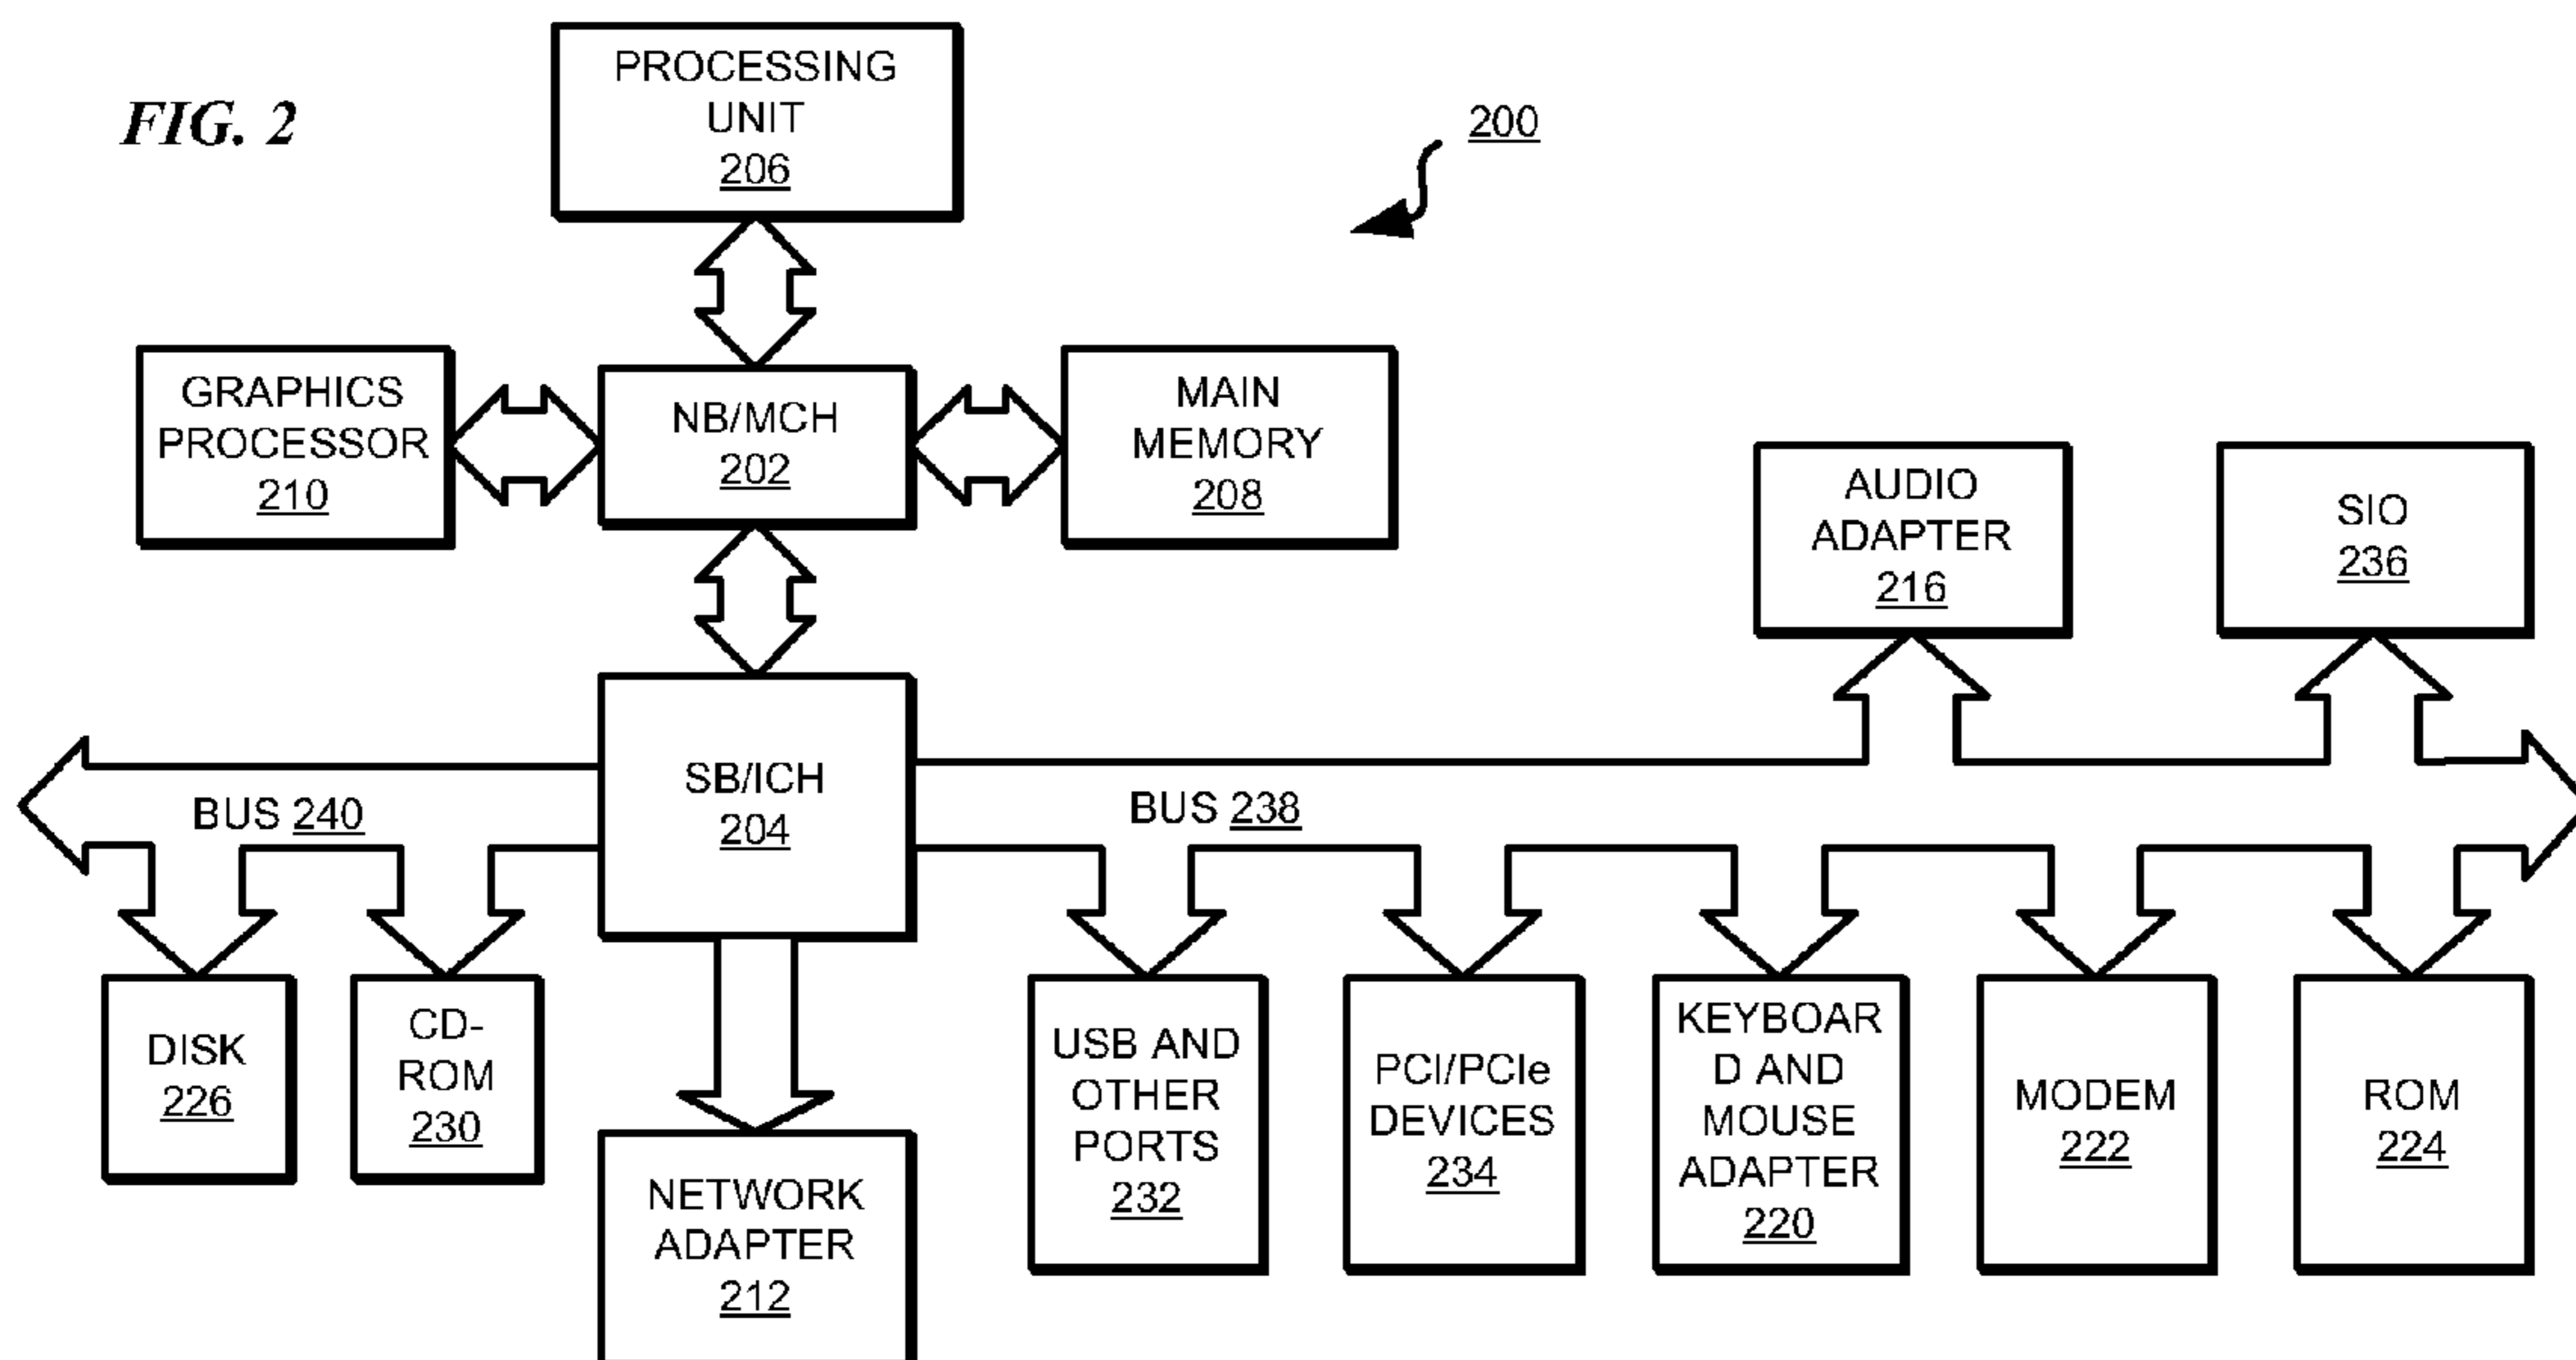 FIG. 2
PROCESSING
UNIT
206
200
GRAPHICS
PROCESSOR
210
NB/MCH
202
MAIN
MEMORY
208
AUDIO
ADAPTER
216
SIO
236
SB/ICH
204
BUS 240
BUS 238
DISK
226
CD-
ROM
230
NETWORK
ADAPTER
212
USB AND
OTHER
PORTS
232
PCI/PCIe
DEVICES
234
KEYBOAR
D AND
MOUSE
ADAPTER
220
MODEM
222
ROM
224